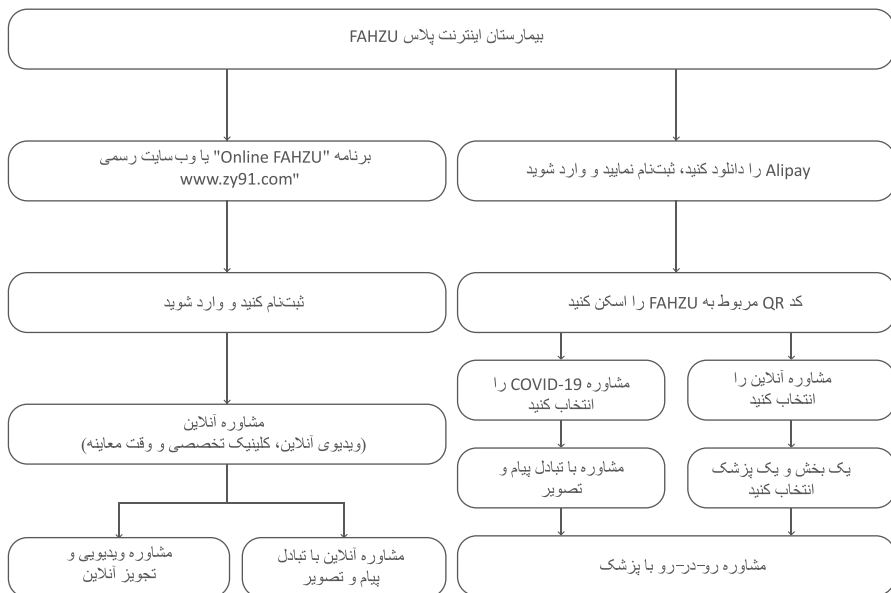 بیمارستان اینترنت پلاس FAHZU
Alipay را دانلود کنید، ثبت‌نام نمایید و وارد شوید
برنامه "Online FAHZU" یا وب‌سایت رسمی
www.zy91.com"
کد QR مربوط به FAHZU را اسکن کنید
ثبت‌نام کنید و وارد شوید
مشاوره آنلاین را
انتخاب کنید
مشاوره COVID-19 را
انتخاب کنید
مشاوره آنلاین
(ویدیوی آنلاین، کلینیک تخصصی و وقت معاینه)
یک بخش و یک پزشک
انتخاب کنید
مشاوره با تبادل پیام و
تصویر
مشاوره رو-در-رو با پزشک
مشاوره آنلاین با تبادل
پیام و تصویر
مشاوره ویدیویی و
تجویز آنلاین